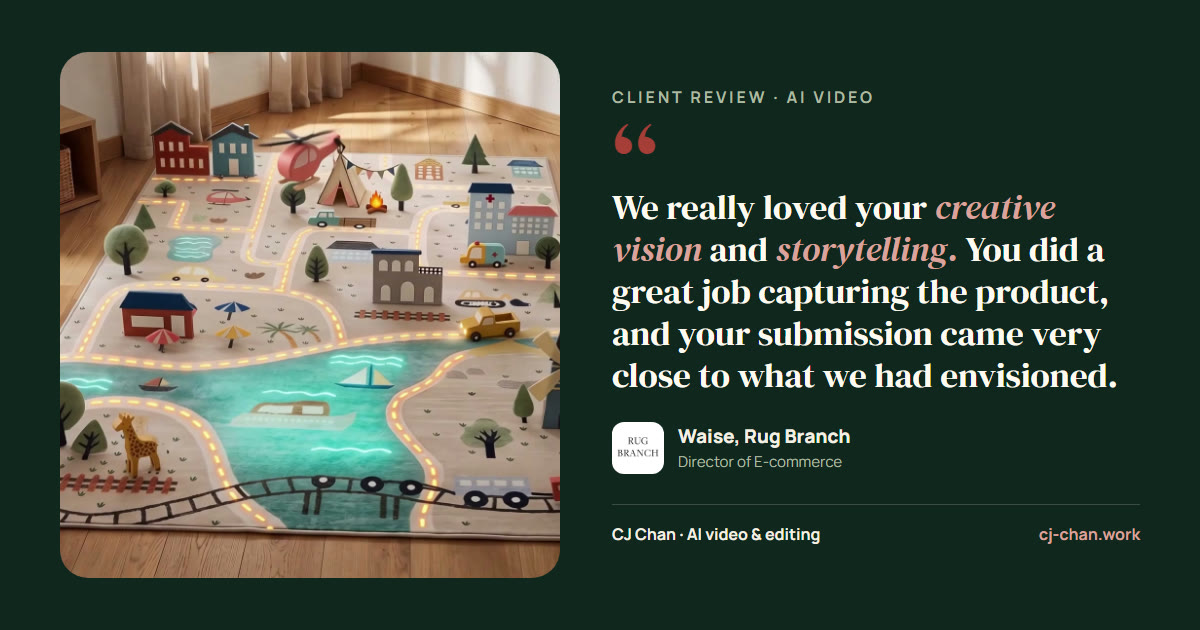 CLIENT REVIEW · AI VIDEO
“
We really loved your creative
vision and storytelling. You did a
great job capturing the product,
and your submission came very
close to what we had envisioned.
RUG
BRANCH
Waise, Rug Branch
Director of E-commerce
CJ Chan · AI video & editing
cj-chan.work